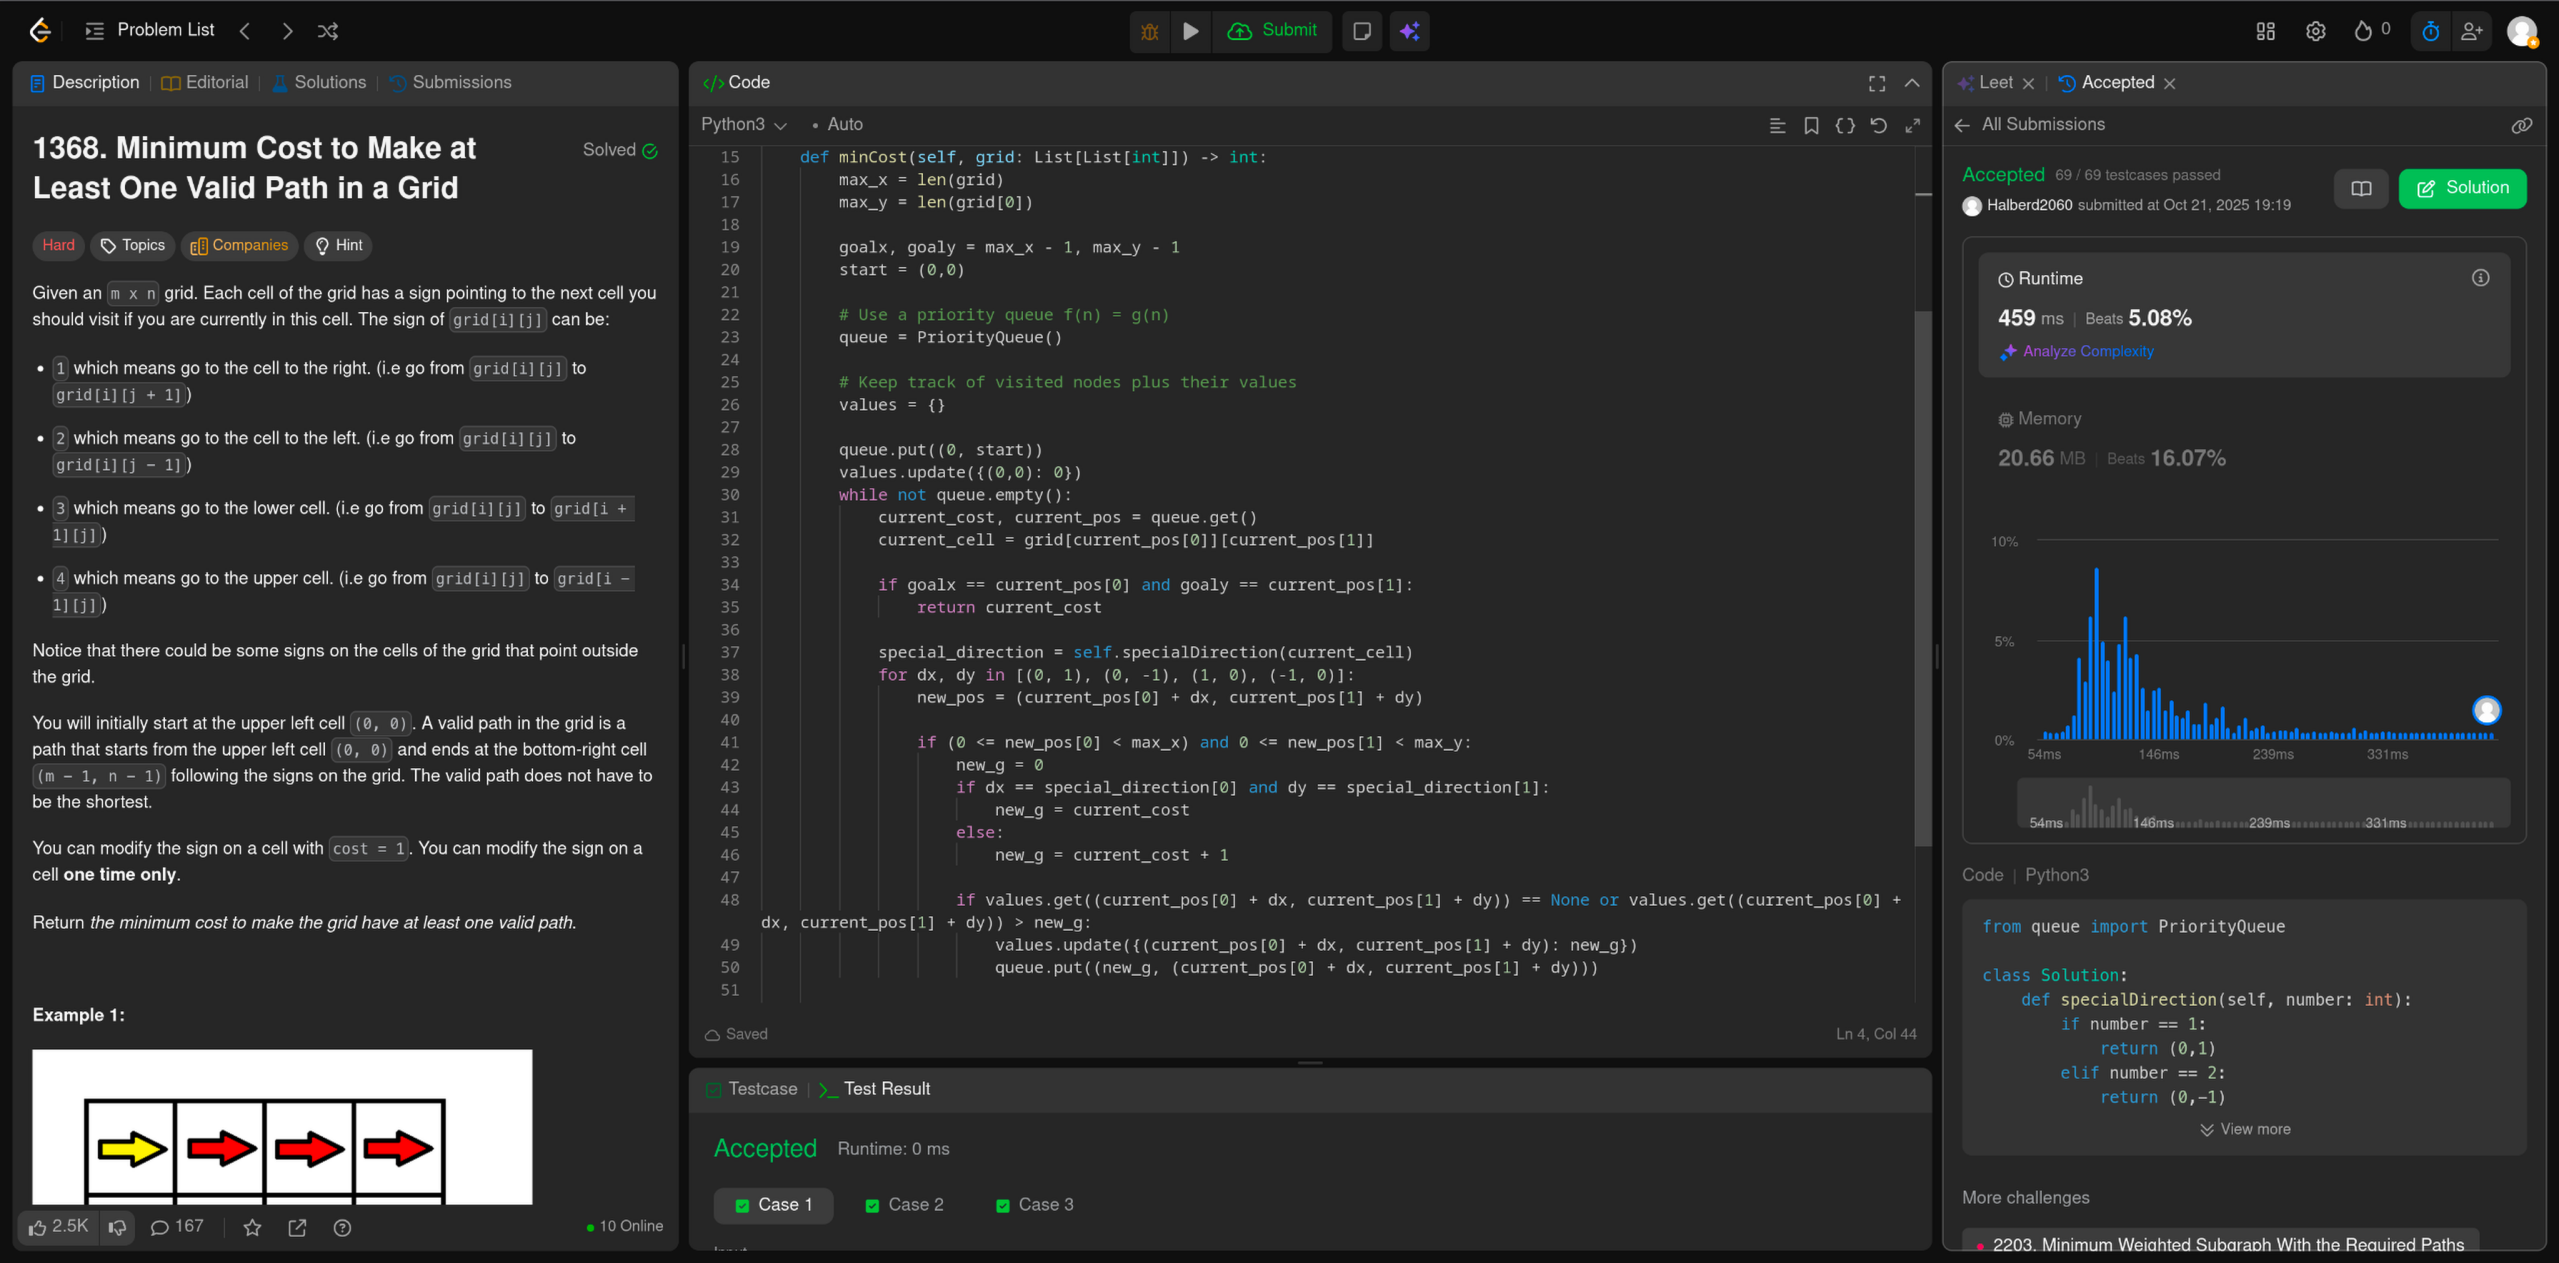 Problem List
Submit
0
Description | Editorial | Solutions | Submissions
1368. Minimum Cost to Make at
Least One Valid Path in a Grid
Solved
Hard Topics Companies Hint
Given an m x n grid. Each cell of the grid has a sign pointing to the next cell you
should visit if you are currently in this cell. The sign of grid[i][j] can be:
• 1 which means go to the cell to the right. (i.e go from grid[i][j] to
grid[i][j + 1])
• 2 which means go to the cell to the left. (i.e go from grid[i][j] to
grid[i][j - 1])
• 3 which means go to the lower cell. (i.e go from grid[i][j] to grid[i +
1][j])
• 4 which means go to the upper cell. (i.e go from grid[i][j] to grid[i -
1][j])
Notice that there could be some signs on the cells of the grid that point outside
the grid.
You will initially start at the upper left cell (0, 0). A valid path in the grid is a
path that starts from the upper left cell (0, 0) and ends at the bottom-right cell
(m - 1, n - 1) following the signs on the grid. The valid path does not have to
be the shortest.
You can modify the sign on a cell with cost = 1. You can modify the sign on a
cell one time only.
Return the minimum cost to make the grid have at least one valid path.
Example 1:
2.5K 167 10 Online
</> Code
Python3 • Auto
15 def minCost(self, grid: List[List[int]]) -> int:
16 max_x = len(grid)
17 max_y = len(grid[0])
18
19 goalx, goaly = max_x - 1, max_y - 1
20 start = (0,0)
21
22 # Use a priority queue f(n) = g(n)
23 queue = PriorityQueue()
24
25 # Keep track of visited nodes plus their values
26 values = {}
27
28 queue.put((0, start))
29 values.update({(0,0): 0})
30 while not queue.empty():
31 current_cost, current_pos = queue.get()
32 current_cell = grid[current_pos[0]][current_pos[1]]
33
34 if goalx == current_pos[0] and goaly == current_pos[1]:
35 return current_cost
36
37 special_direction = self.specialDirection(current_cell)
38 for dx, dy in [(0, 1), (0, -1), (1, 0), (-1, 0)]:
39 new_pos = (current_pos[0] + dx, current_pos[1] + dy)
40
41 if (0 <= new_pos[0] < max_x) and 0 <= new_pos[1] < max_y:
42 new_g = 0
43 if dx == special_direction[0] and dy == special_direction[1]:
44 new_g = current_cost
45 else:
46 new_g = current_cost + 1
47
48 if values.get((current_pos[0] + dx, current_pos[1] + dy)) == None or values.get((current_pos[0] +
dx, current_pos[1] + dy)) > new_g:
49 values.update({(current_pos[0] + dx, current_pos[1] + dy): new_g})
50 queue.put((new_g, (current_pos[0] + dx, current_pos[1] + dy)))
51
Saved
Ln 4, Col 44
Testcase | >_ Test Result
Accepted Runtime: 0 ms
Case 1 Case 2 Case 3
Leet | Accepted
All Submissions
Accepted 69 / 69 testcases passed
Halberd2060 submitted at Oct 21, 2025 19:19
Solution
Runtime
459 ms | Beats 5.08%
Analyze Complexity
Memory
20.66 MB | Beats 16.07%
10%
5%
0%
54ms 146ms 239ms 331ms
54ms 146ms 239ms 331ms
Code | Python3
from queue import PriorityQueue
class Solution:
def specialDirection(self, number: int):
if number == 1:
return (0,1)
elif number == 2:
return (0,-1)
View more
More challenges
2203. Minimum Weighted Subgraph With the Required Paths